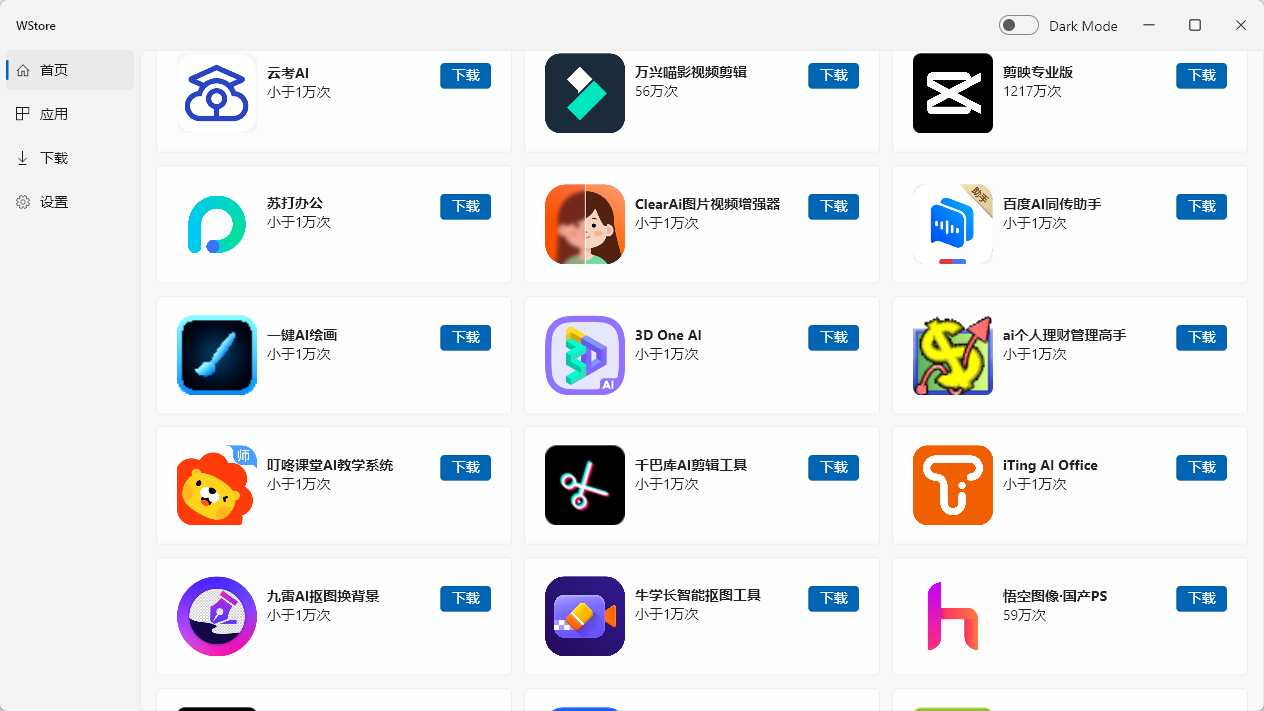 WStore
Dark Mode
首页
应用
下载
设置
云考AI
小于1万次
下载
万兴喵影视频剪辑
56万次
下载
剪映专业版
1217万次
下载
苏打办公
小于1万次
下载
ClearAi图片视频增强器
小于1万次
下载
助手
百度AI同传助手
小于1万次
下载
一键AI绘画
小于1万次
下载
AI
3D One AI
小于1万次
下载
ai个人理财管理高手
小于1万次
下载
师
叮咚课堂AI教学系统
小于1万次
下载
千巴库AI剪辑工具
小于1万次
下载
iTing AI Office
小于1万次
下载
九雷AI抠图换背景
小于1万次
下载
牛学长智能抠图工具
小于1万次
下载
悟空图像·国产PS
59万次
下载